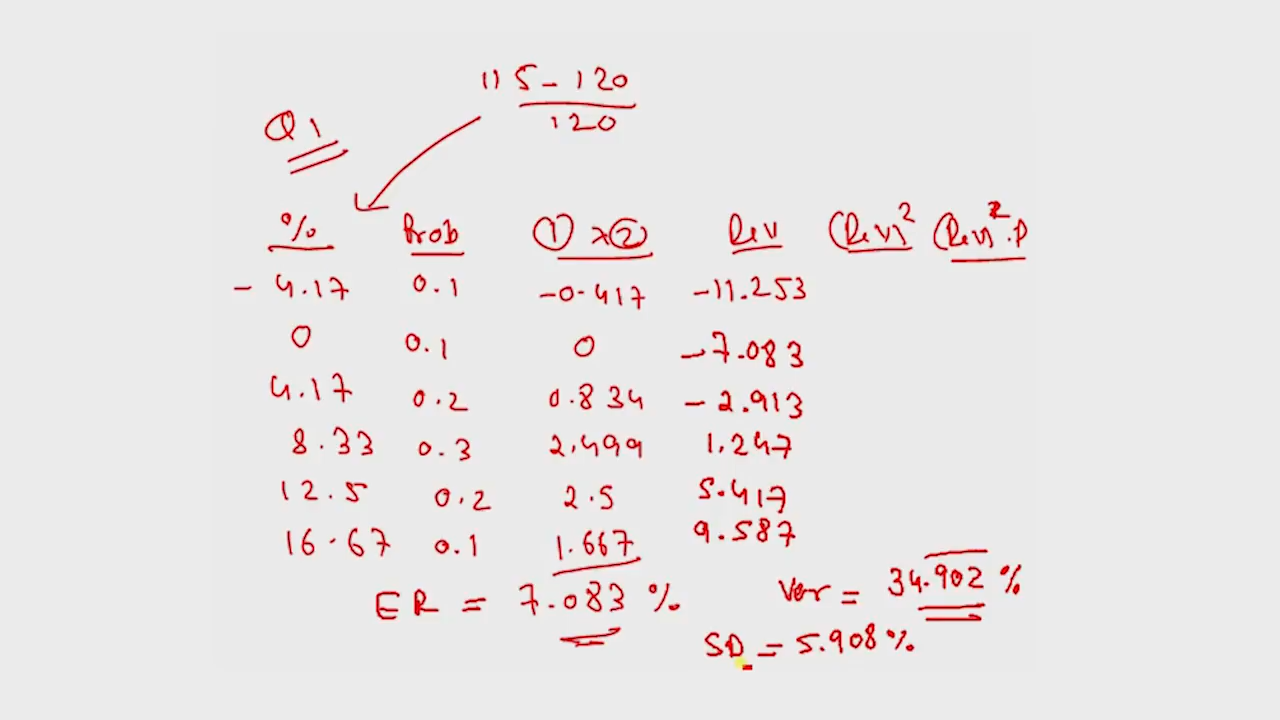 115 - 120
120
Q1
% Prob ① x ② Dev (Dev)² (Dev)².P
- 4.17 0.1 -0.417 -11.253
0 0.1 0 -7.083
4.17 0.2 0.834 -2.913
8.33 0.3 2.499 1.247
12.5 0.2 2.5 5.417
16.67 0.1 1.667 9.587
ER = 7.083 % Var = 34.902 %
SD = 5.908 %